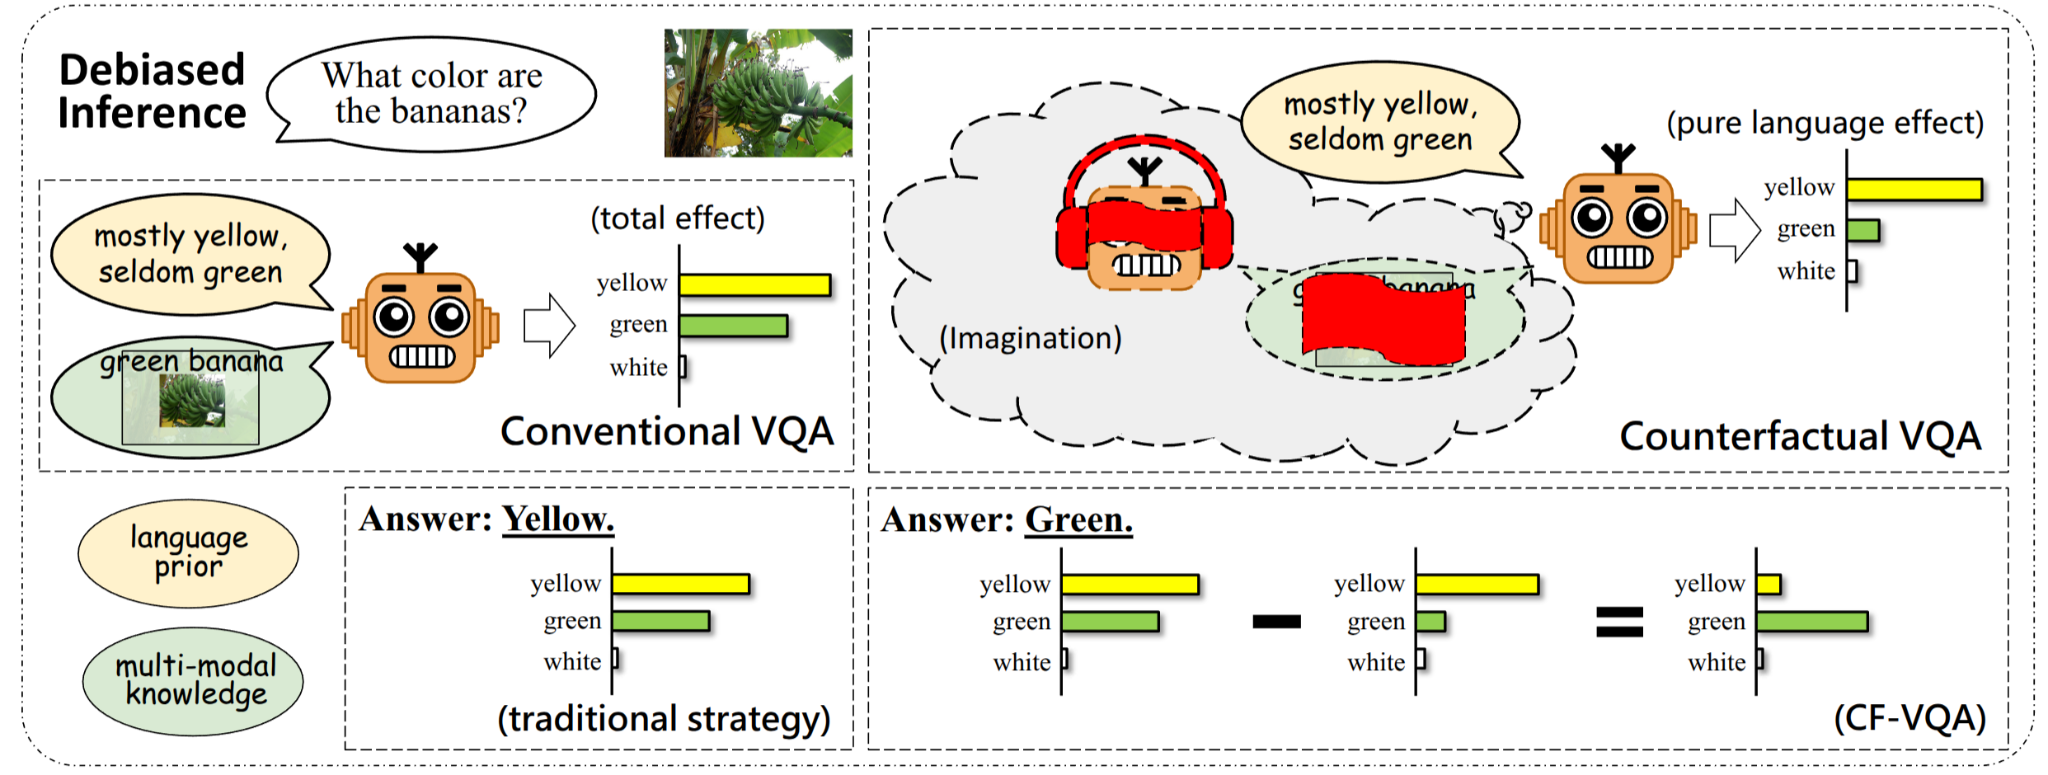 Debiased
Inference
What color are
the bananas?
mostly yellow,
seldom green
green banana
(total effect)
yellow
green
white
Conventional VQA
mostly yellow,
seldom green
(Imagination)
banana
(pure language effect)
yellow
green
white
Counterfactual VQA
language
prior
multi-modal
knowledge
Answer: Yellow.
yellow
green
white
(traditional strategy)
Answer: Green.
yellow
green
white
yellow
green
white
yellow
green
white
(CF-VQA)